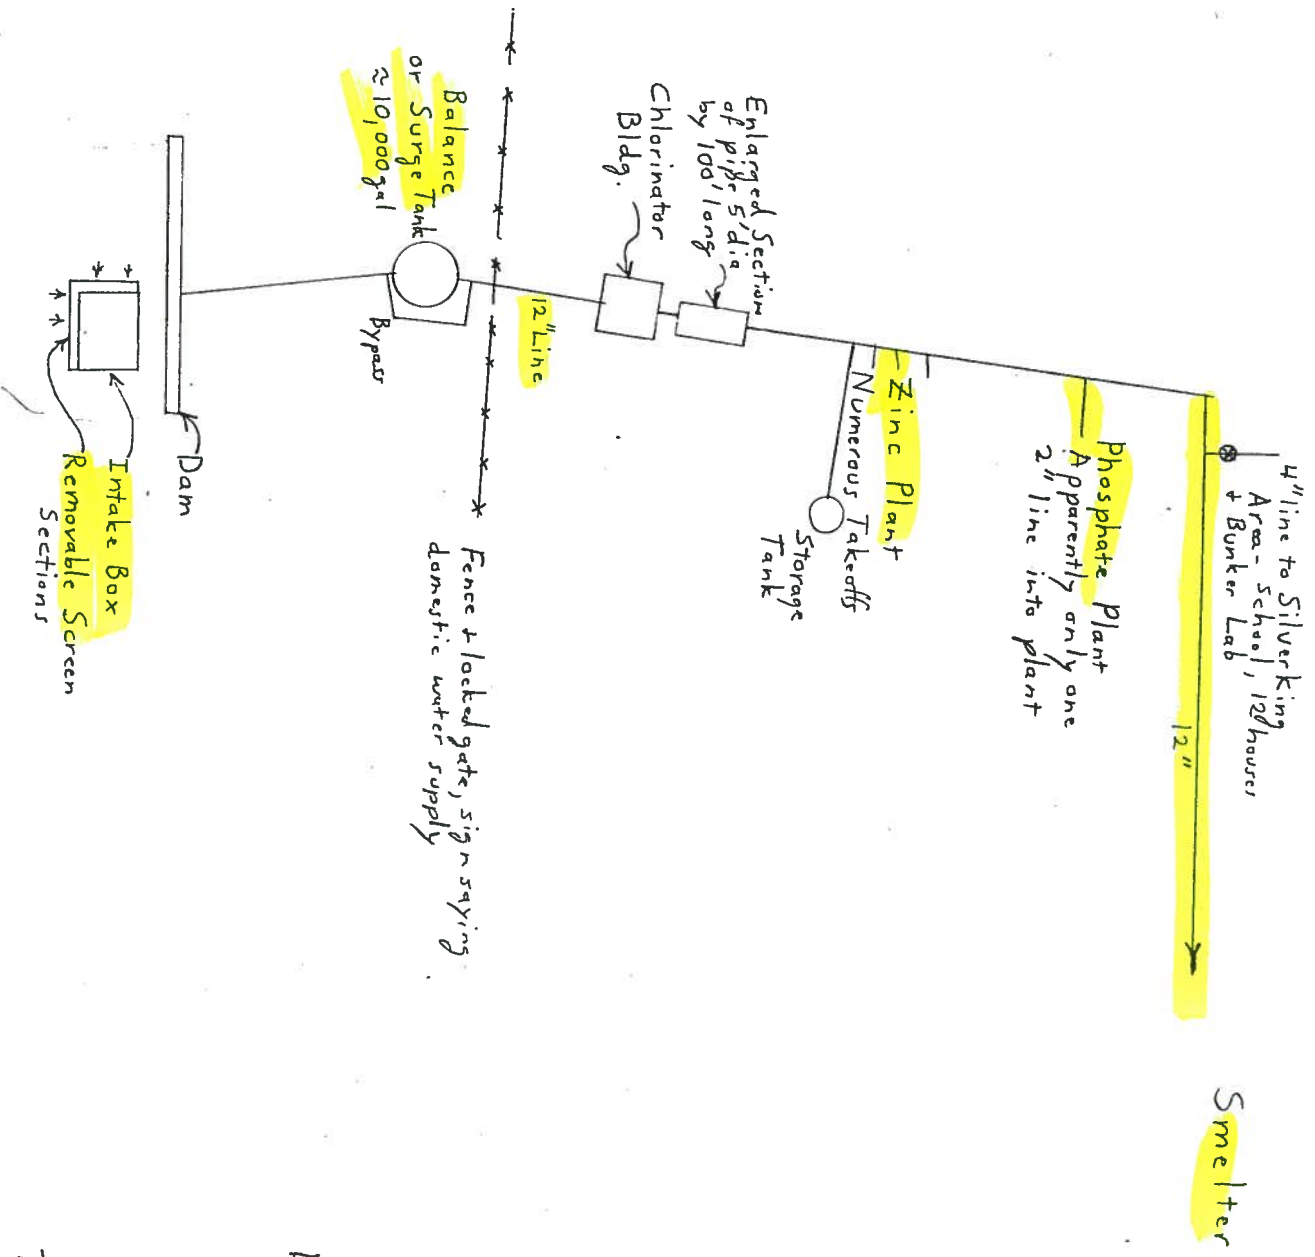 4" line to Silverking
Area - School, 12 houses
+ Bunker Lab
12"
Smelter
Phosphate Plant
Apparently only one
2" line into plant
Zinc Plant
Numerous Takeoffs
Storage
Tank
Enlarged Section
of pipe 5' dia
by 100' long
Chlorinator
Bldg.
12" Line
Fence + locked gate, sign saying
domestic water supply
Balance
or Surge Tank
≈ 10,000 gal
Bypass
Dam
Intake Box
Removable Screen
Sections